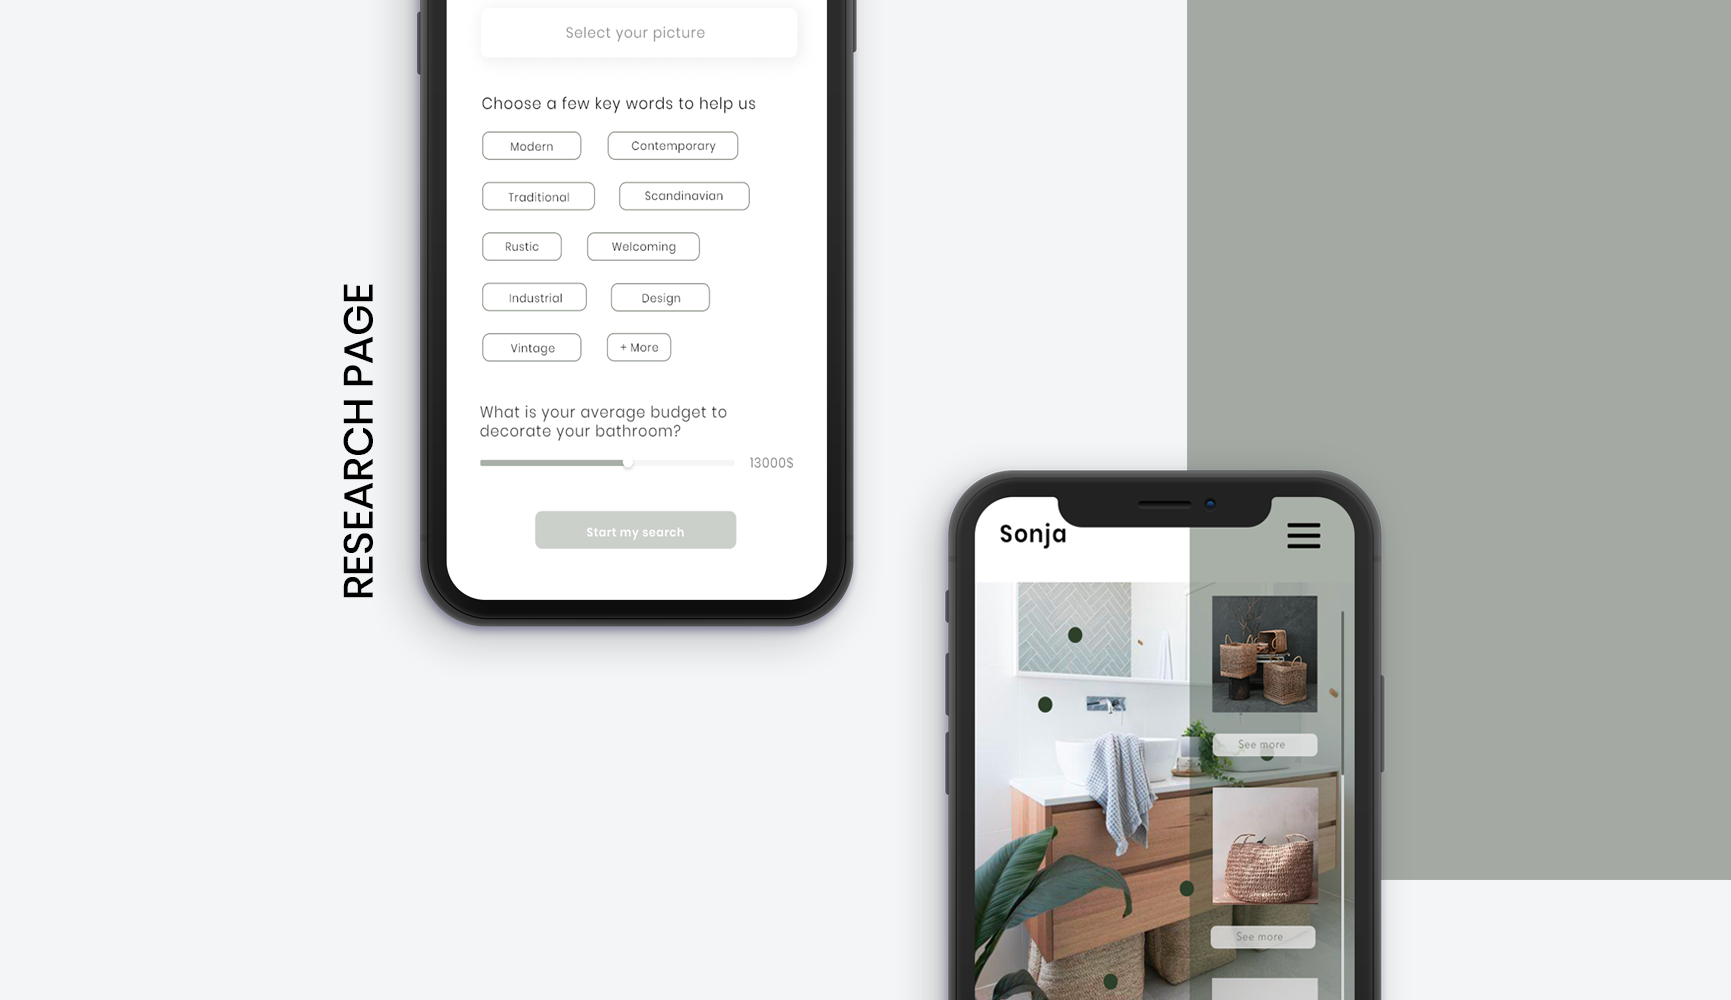 Select your picture
Choose a few key words to help us
Modern
Contemporary
Traditional
Scandinavian
Rustic
Welcoming
Industrial
Design
Vintage
+ More
What is your average budget to
decorate your bathroom?
13000$
Start my search
RESEARCH PAGE
Sonja
See more
See more